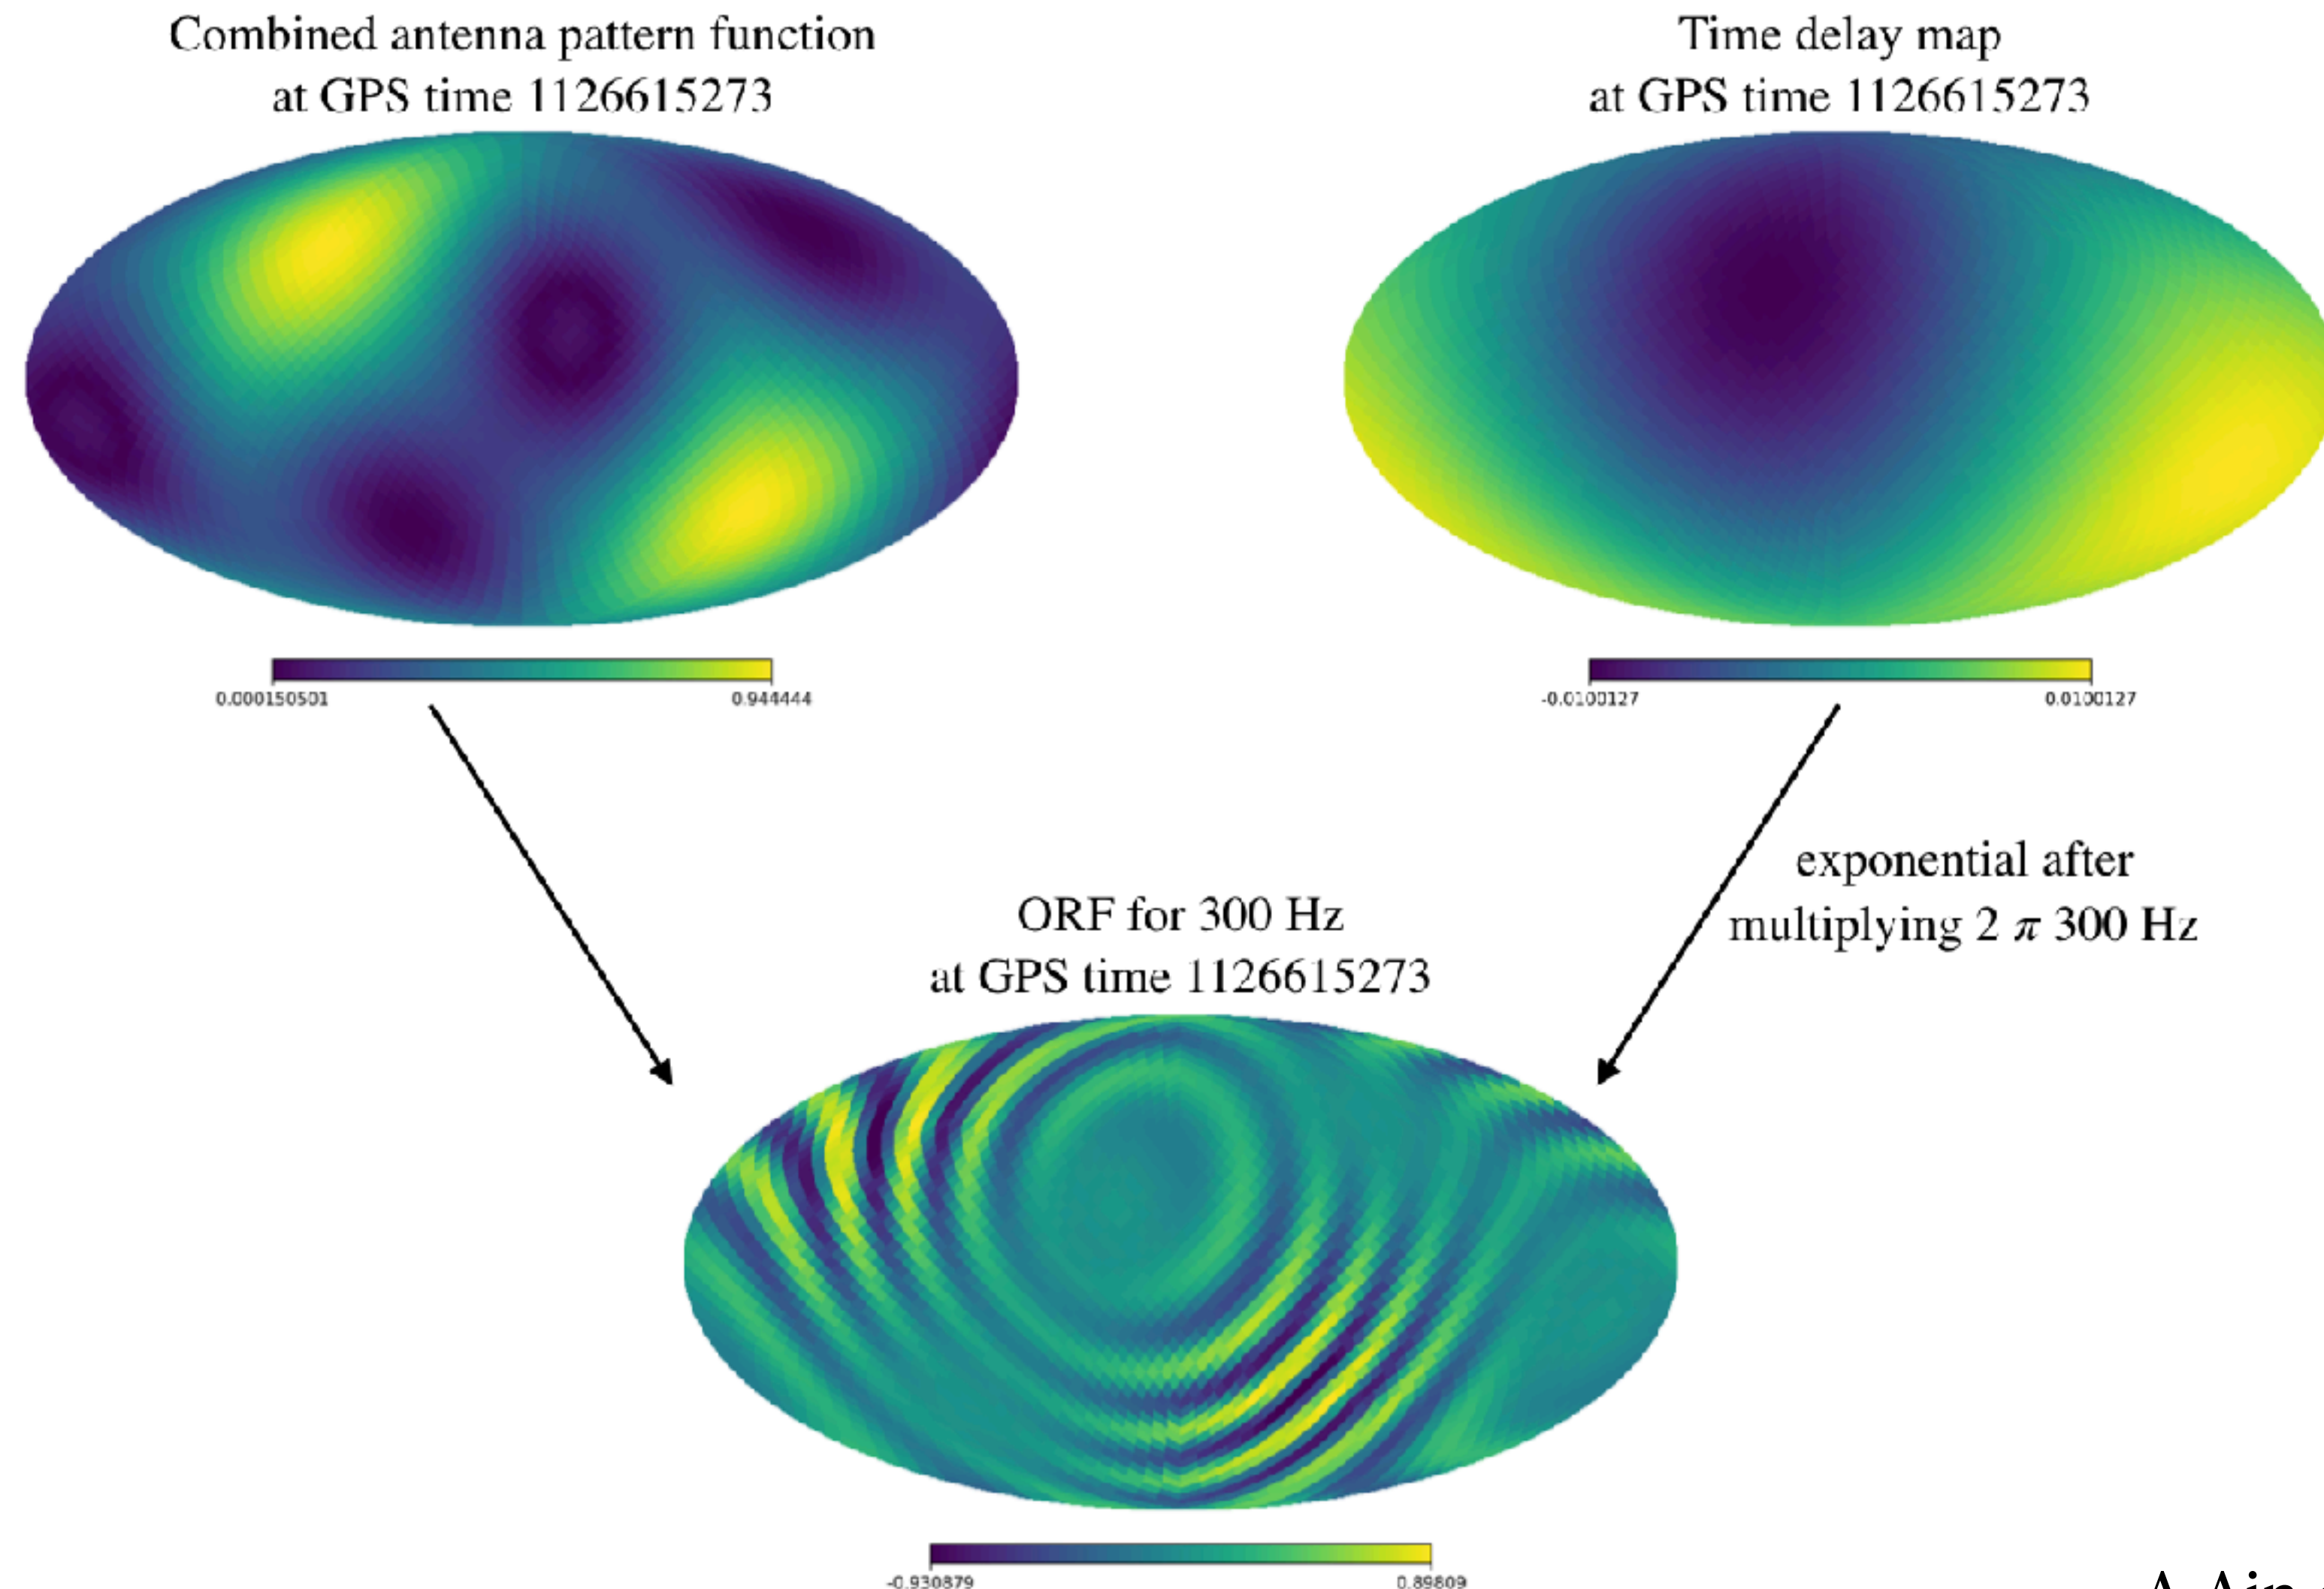 Combined antenna pattern function
at GPS time 1126615273
Time delay map
at GPS time 1126615273
0.000150501
0.944444
-0.0100127
0.0100127
exponential after
multiplying 2 π 300 Hz
ORF for 300 Hz
at GPS time 1126615273
-0.930879
0.89809